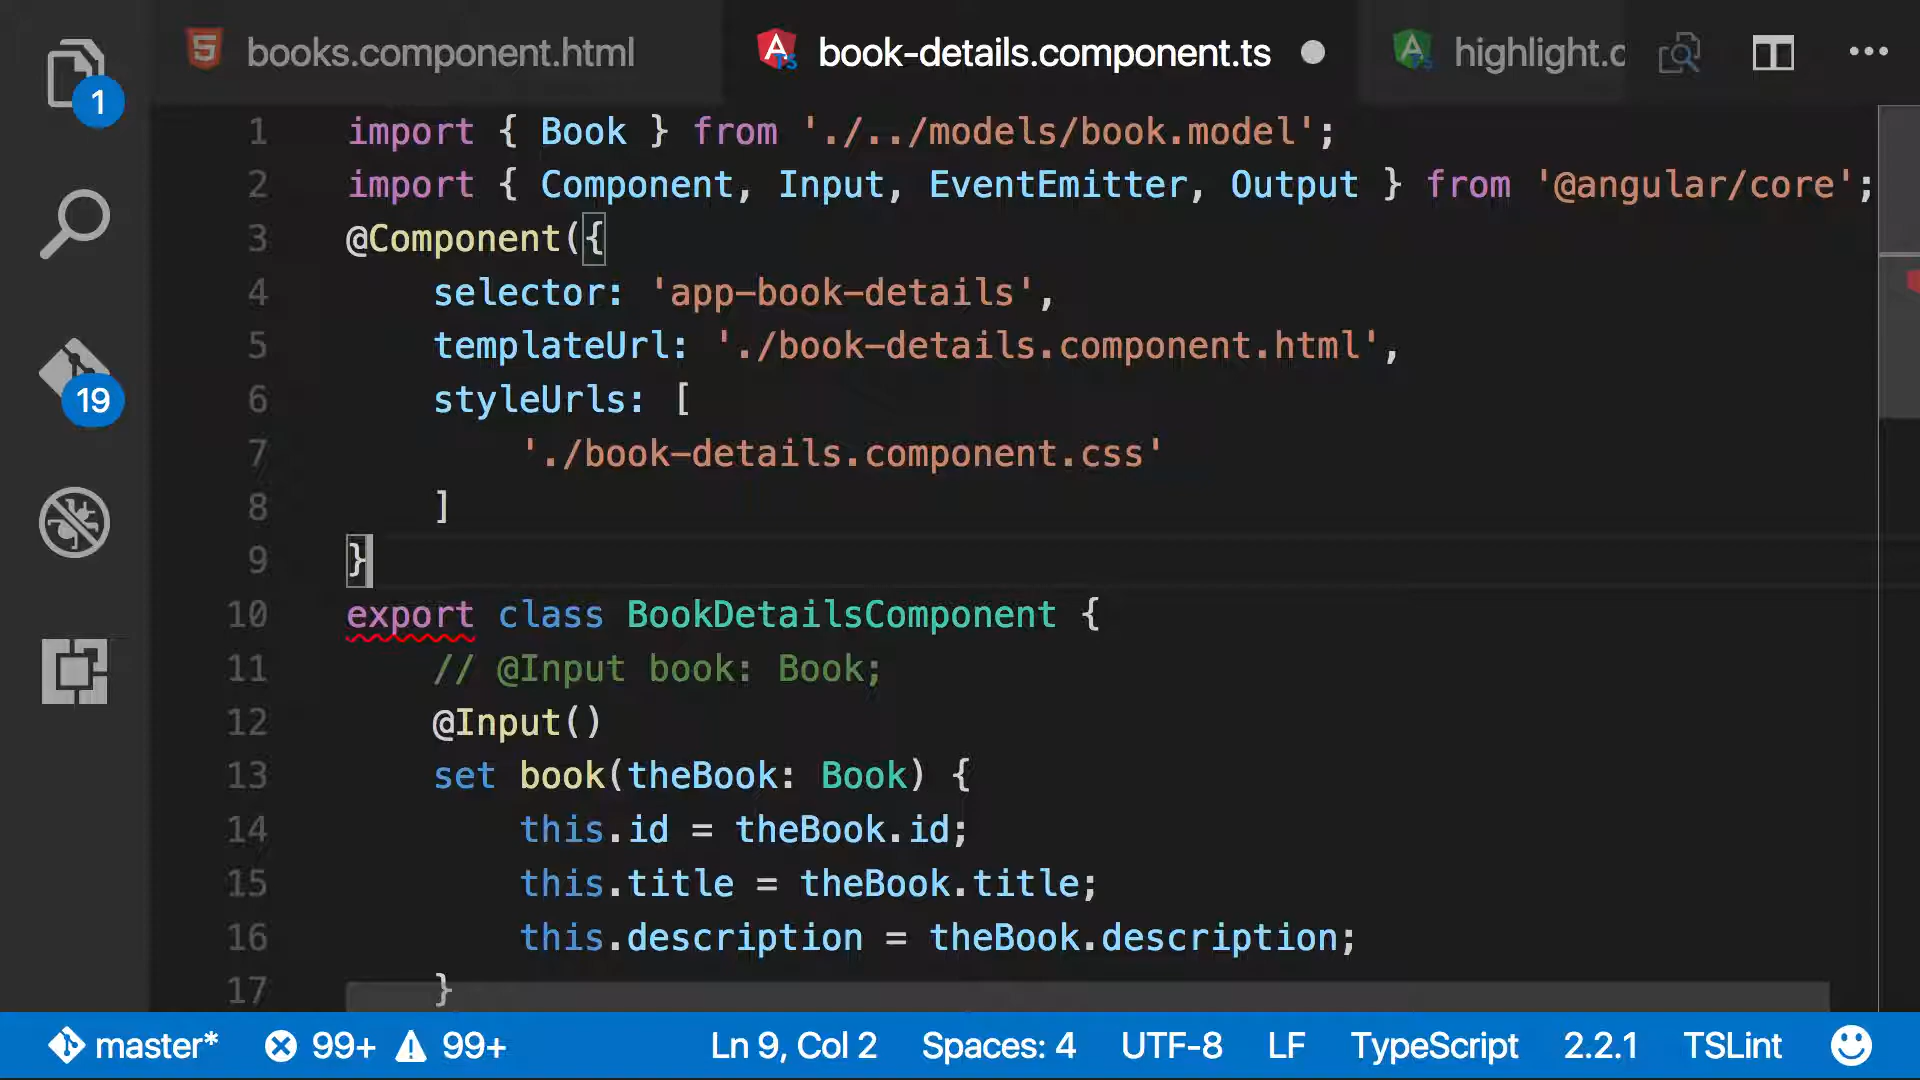 books.component.html
book-details.component.ts
highlight.c
1 import { Book } from './../models/book.model';
2 import { Component, Input, EventEmitter, Output } from '@angular/core';
3 @Component({
4 selector: 'app-book-details',
5 templateUrl: './book-details.component.html',
6 styleUrls: [
7 './book-details.component.css'
8 ]
9 }
10 export class BookDetailsComponent {
11 // @Input book: Book;
12 @Input()
13 set book(theBook: Book) {
14 this.id = theBook.id;
15 this.title = theBook.title;
16 this.description = theBook.description;
17 }
1
19
master* 99+ 99+ Ln 9, Col 2 Spaces: 4 UTF-8 LF TypeScript 2.2.1 TSLint